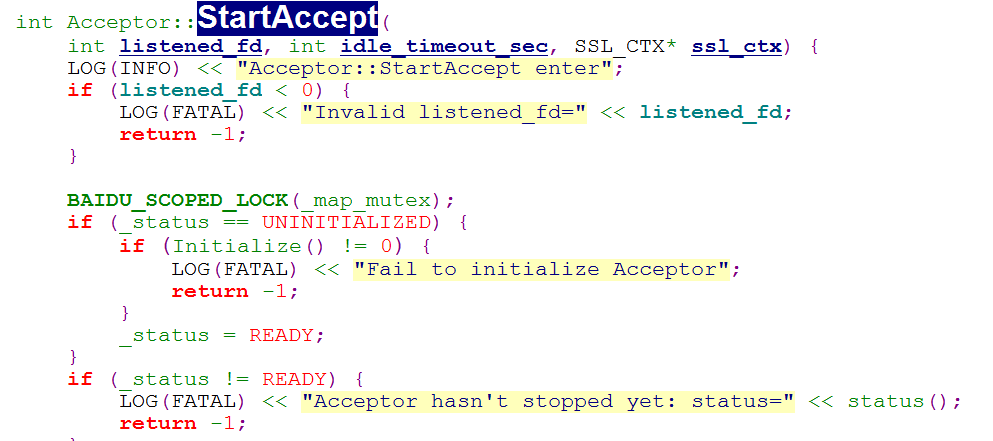 int Acceptor::StartAccept(
    int listened_fd, int idle_timeout_sec, SSL_CTX* ssl_ctx) {
    LOG(INFO) << "Acceptor::StartAccept enter";
    if (listened_fd < 0) {
        LOG(FATAL) << "Invalid listened_fd=" << listened_fd;
        return -1;
    }

    BAIDU_SCOPED_LOCK(_map_mutex);
    if (_status == UNINITIALIZED) {
        if (Initialize() != 0) {
            LOG(FATAL) << "Fail to initialize Acceptor";
            return -1;
        }
        _status = READY;
    }
    if (_status != READY) {
        LOG(FATAL) << "Acceptor hasn't stopped yet: status=" << status();
        return -1;